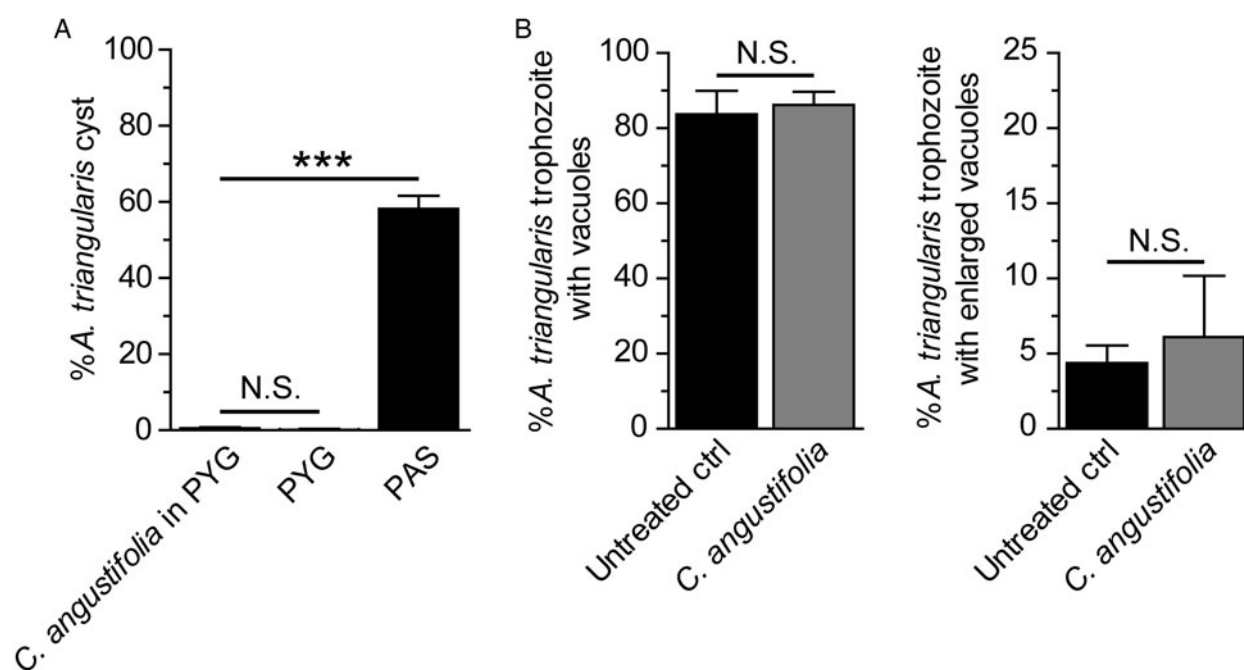 A
%A. triangularis cyst
100
80
60
40
20
0
***
N.S.
C. angustifolia in PYG
PYG
PAS
B
%A. triangularis trophozoite
with vacuoles
100
80
60
40
20
0
N.S.
Untreated ctrl
C. angustifolia
%A. triangularis trophozoite
with enlarged vacuoles
25
20
15
10
5
0
N.S.
Untreated ctrl
C. angustifolia